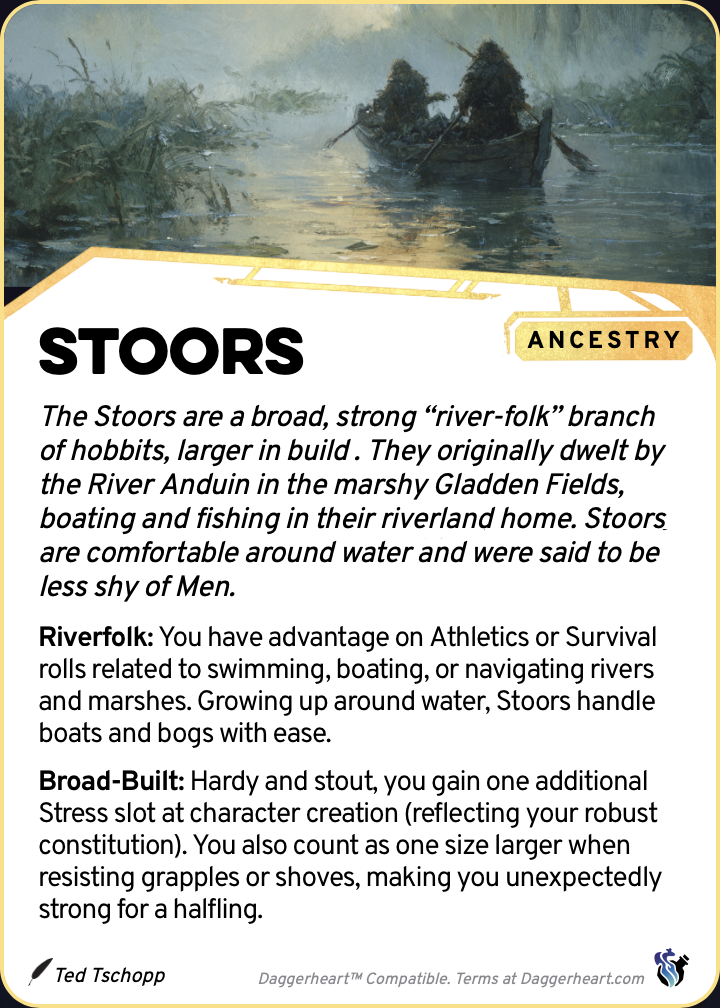 STOORS
ANCESTRY
The Stoors are a broad, strong “river-folk” branch
of hobbits, larger in build . They originally dwelt by
the River Anduin in the marshy Gladden Fields,
boating and fishing in their riverland home. Stoors
are comfortable around water and were said to be
less shy of Men.
Riverfolk: You have advantage on Athletics or Survival
rolls related to swimming, boating, or navigating rivers
and marshes. Growing up around water, Stoors handle
boats and bogs with ease.
Broad-Built: Hardy and stout, you gain one additional
Stress slot at character creation (reflecting your robust
constitution). You also count as one size larger when
resisting grapples or shoves, making you unexpectedly
strong for a halfling.
Ted Tschopp
Daggerheart™ Compatible. Terms at Daggerheart.com